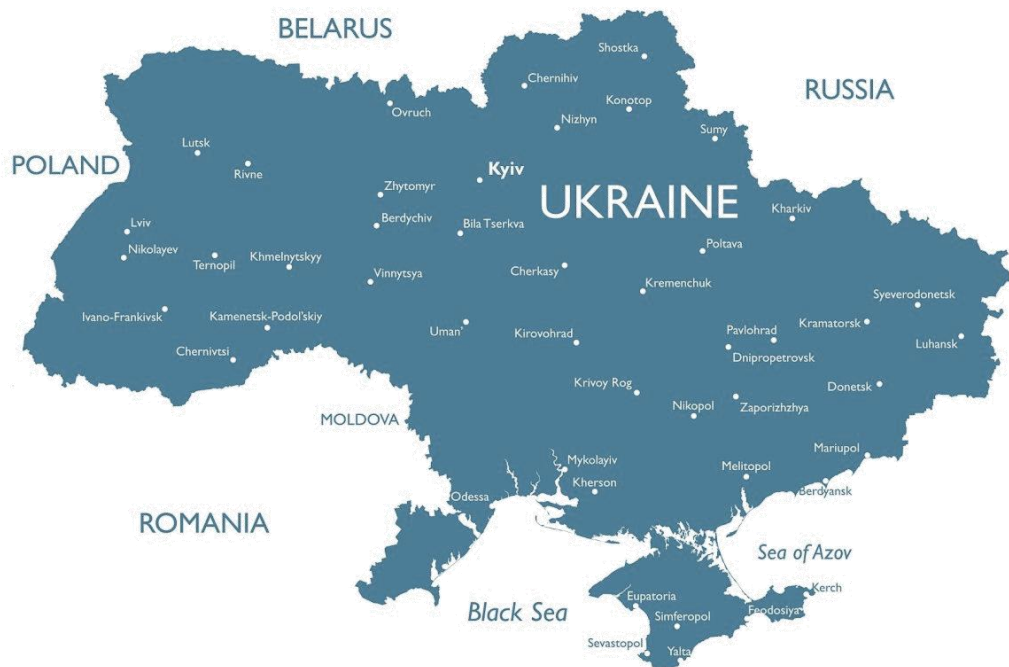 BELARUS
Shostka
RUSSIA
Chernihiv
Ovruch
Konotop
Nizhyn
Sumy
Lutsk
POLAND
Rivne
Kyiv
Zhytomyr
UKRAINE
Kharkiv
Lviv
Berdychiv
Bila Tserkva
Nikolayev
Ternopil
Khmelnytskyy
Poltava
Vinnytsya
Cherkasy
Kremenchuk
Syeverodonetsk
Ivano-Frankivsk
Kamenetsk-Podol'skiy
Uman'
Kirovohrad
Pavlohrad
Kramatorsk
Luhansk
Chernivtsi
Dnipropetrovsk
Krivoy Rog
Donetsk
Nikopol
Zaporizhzhya
MOLDOVA
Mariupol
Mykolayiv
Melitopol
Kherson
Berdyansk
Odessa
ROMANIA
Sea of Azov
Kerch
Black Sea
Eupatoria
Feodosiya
Simferopol
Sevastopol
Yalta